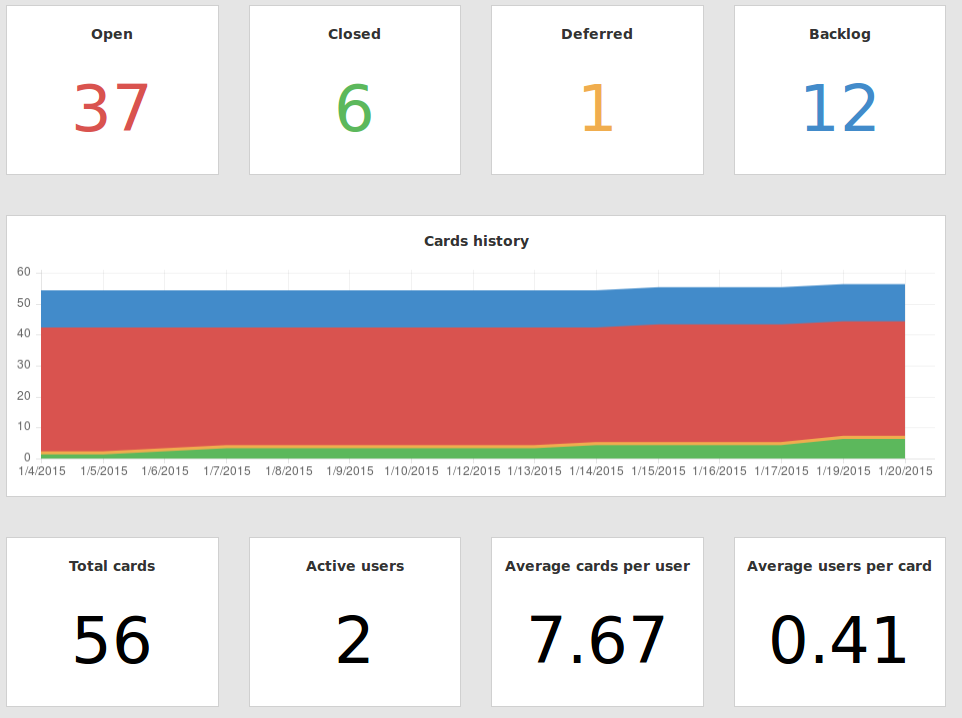 Open Closed Deferred Backlog
37 6 1 12
Cards history
60
50
40
30
20
10
0
1/4/2015 1/5/2015 1/6/2015 1/7/2015 1/8/2015 1/9/2015 1/10/2015 1/12/2015 1/13/2015 1/14/2015 1/15/2015 1/16/2015 1/17/2015 1/19/2015 1/20/2015
Total cards Active users Average cards per user Average users per card
56 2 7.67 0.41